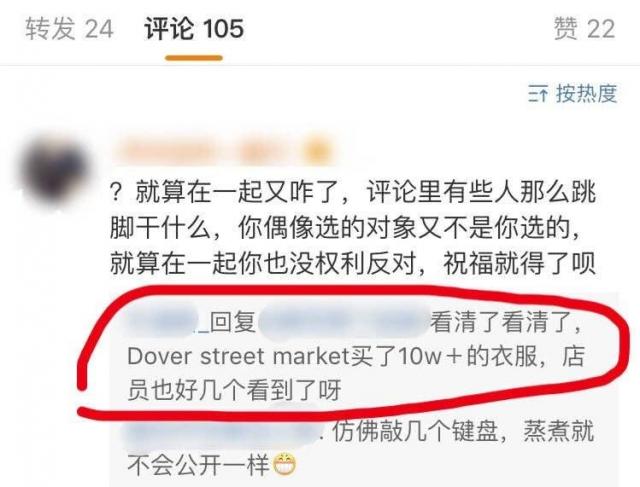 转发 24 评论 105 赞 22
按热度
？就算在一起又咋了，评论里有些人那么跳
脚干什么，你偶像选的对象又不是你选的，
就算在一起你也没权利反对，祝福就得了呗
_回复 看清了看清了，
Dover street market买了10w＋的衣服，店
员也好几个看到了呀
. 仿佛敲几个键盘，蒸煮就
不会公开一样😁